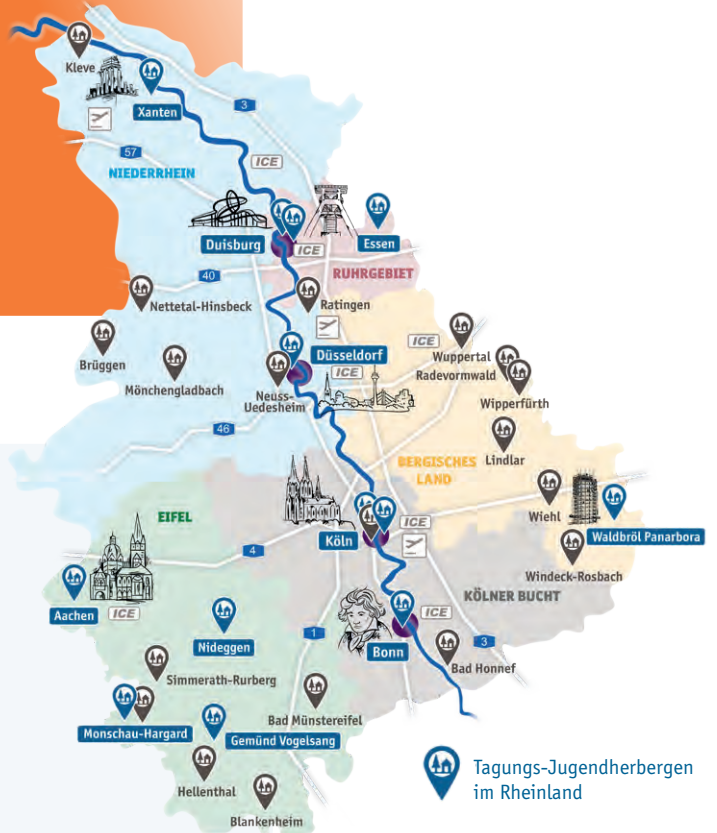 Kleve
Xanten
3
57
NIEDERRHEIN
ICE
Duisburg
ICE
Essen
RUHRGEBIET
40
Nettetal-Hinsbeck
Ratingen
Brüggen
Mönchengladbach
Düsseldorf
ICE
ICE
Wuppertal
Radevormwald
Neuss-
Uedesheim
Wipperfürth
46
BERGISCHES
LAND
Lindlar
EIFEL
Köln
ICE
Wiehl
Waldbröl Panarbora
4
Windeck-Rosbach
KÖLNER BUCHT
Aachen
ICE
Nideggen
1
Bonn
ICE
3
Bad Honnef
Simmerath-Rurberg
Monschau-Hargard
Gemünd Vogelsang
Bad Münstereifel
Hellenthal
Blankenheim
Tagungs-Jugendherbergen
im Rheinland